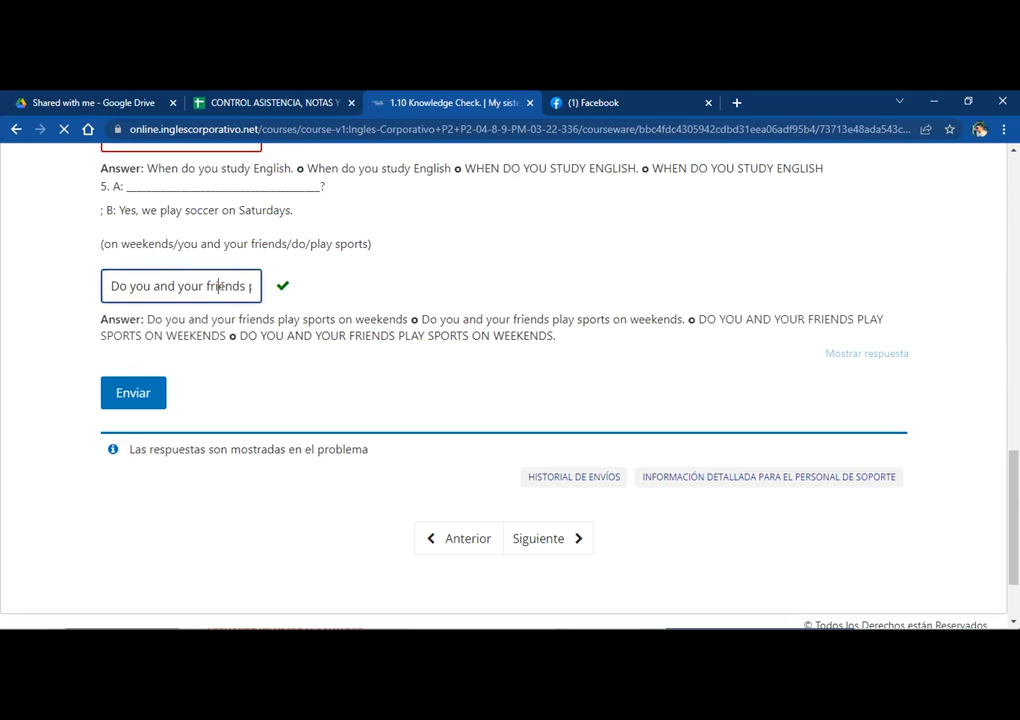 Shared with me - Google Drive
CONTROL ASISTENCIA, NOTAS Y
1.10 Knowledge Check. | My siste
(1) Facebook
online.inglescorporativo.net/courses/course-v1:Ingles-Corporativo+P2+P2-04-8-9-PM-03-22-336/courseware/bbc4fdc4305942cdbd31eea06adf95b4/73713e48ada543c...
Answer: When do you study English. o When do you study English o WHEN DO YOU STUDY ENGLISH. o WHEN DO YOU STUDY ENGLISH
5. A: ____________________________________?
; B: Yes, we play soccer on Saturdays.
(on weekends/you and your friends/do/play sports)
Do you and your friends p
Answer: Do you and your friends play sports on weekends o Do you and your friends play sports on weekends. o DO YOU AND YOUR FRIENDS PLAY
SPORTS ON WEEKENDS o DO YOU AND YOUR FRIENDS PLAY SPORTS ON WEEKENDS.
Mostrar respuesta
Enviar
Las respuestas son mostradas en el problema
HISTORIAL DE ENVÍOS INFORMACIÓN DETALLADA PARA EL PERSONAL DE SOPORTE
Anterior Siguiente
© Todos los Derechos están Reservados